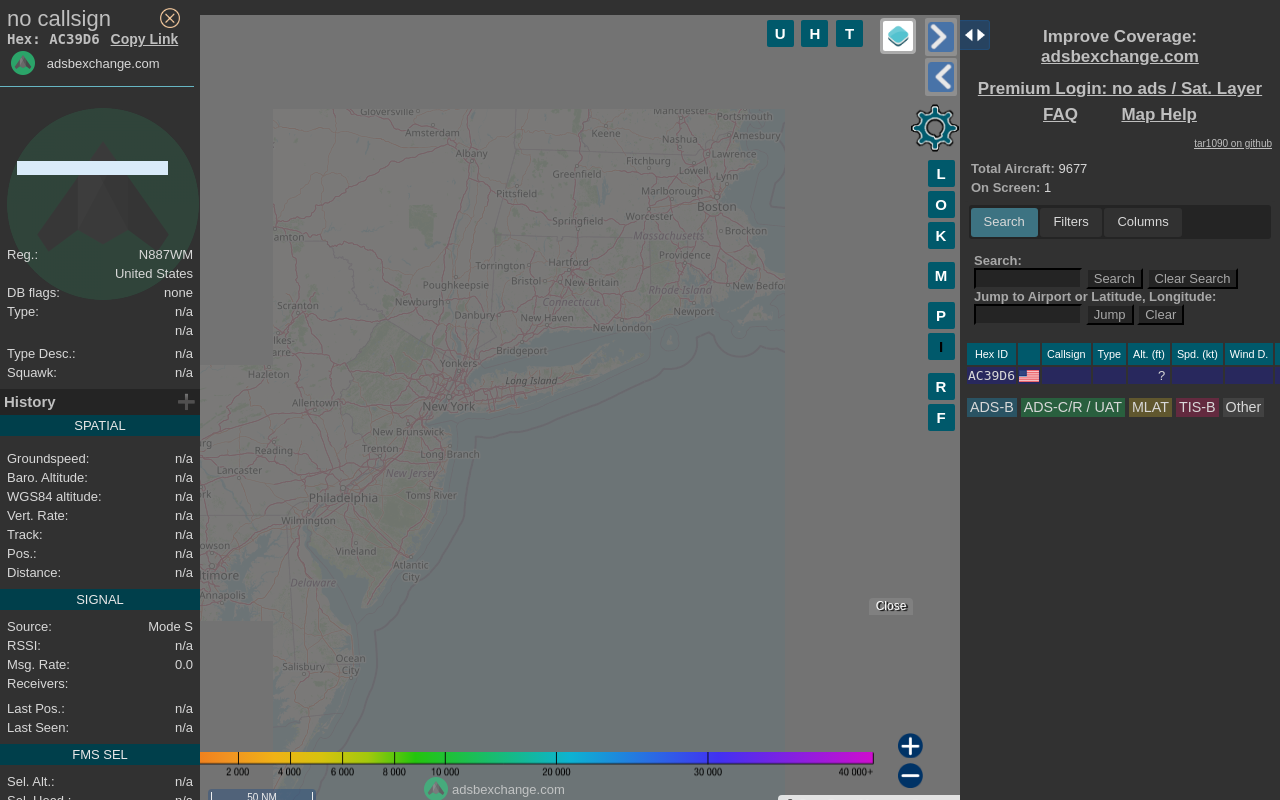 no callsign
Hex: AC39D6 Copy Link
adsbexchange.com
Reg.: N887WM
United States
DB flags: none
Type: n/a
n/a
Type Desc.: n/a
Squawk: n/a
History
SPATIAL
Groundspeed: n/a
Baro. Altitude: n/a
WGS84 altitude: n/a
Vert. Rate: n/a
Track: n/a
Pos.: n/a
Distance: n/a
SIGNAL
Source: Mode S
RSSI: n/a
Msg. Rate: 0.0
Receivers:
Last Pos.: n/a
Last Seen: n/a
FMS SEL
Sel. Alt.: n/a
Sel. Head.: n/a
U H T
L
O
K
M
P
I
R
F
Gloversville
Manchester
Portsmouth
Amsterdam
Keene
Nashua
Amesbury
Albany
Fitchburg
Lawrence
Greenfield
Lowell
Lynn
Pittsfield
Marlborough
Springfield
Worcester
Boston
amton
Massachusetts
Brockton
Torrington
Hartford
Providence
Poughkeepsie
Bristol
New Britain
New Bedfo
Scranton
Newburgh
Connecticut
Rhode Island
Danbury
New Haven
Newport
New London
lkes-
arre
Bridgeport
Yonkers
Hazleton
Long Island
Allentown
New York
New Brunswick
Reading
Trenton
Long Branch
Lancaster
New Jersey
rk
Philadelphia
Toms River
Wilmington
owson
Vineland
Atlantic
City
ltimore
Delaware
Annapolis
Salisbury
Ocean
City
Close
2 000 4 000 6 000 8 000 10 000 20 000 30 000 40 000+
adsbexchange.com
50 NM
Improve Coverage:
adsbexchange.com
Premium Login: no ads / Sat. Layer
FAQ Map Help
tar1090 on github
Total Aircraft: 9677
On Screen: 1
Search Filters Columns
Search:
Search Clear Search
Jump to Airport or Latitude, Longitude:
Jump Clear
Hex ID Callsign Type Alt. (ft) Spd. (kt) Wind D.
AC39D6 ?
ADS-B ADS-C/R / UAT MLAT TIS-B Other